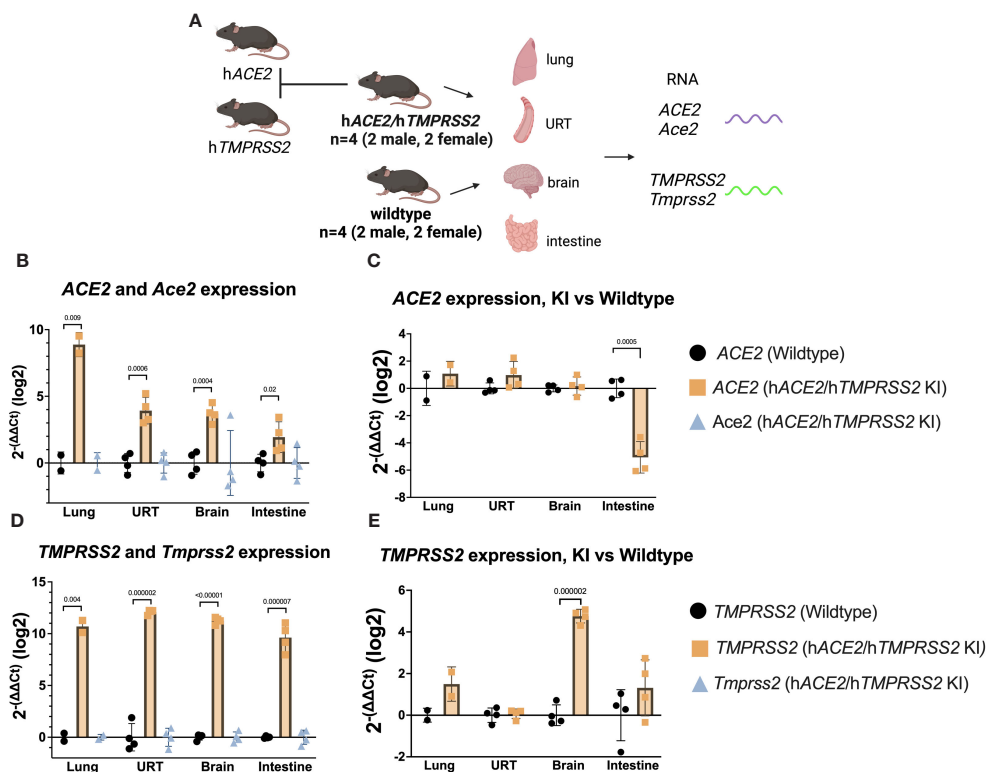 A
hACE2
hTMPRSS2
hACE2/hTMPRSS2
n=4 (2 male, 2 female)
wildtype
n=4 (2 male, 2 female)
lung
URT
brain
intestine
RNA
ACE2
Ace2
TMPRSS2
Tmprss2
B
ACE2 and Ace2 expression
2-(ΔΔCt) (log2)
10
5
0
0.009
0.0006
0.0004
0.02
Lung URT Brain Intestine
C
ACE2 expression, KI vs Wildtype
2-(ΔΔCt) (log2)
4
2
0
-2
-4
-6
-8
0.0005
Lung URT Brain Intestine
ACE2 (Wildtype)
ACE2 (hACE2/hTMPRSS2 KI)
Ace2 (hACE2/hTMPRSS2 KI)
D
TMPRSS2 and Tmprss2 expression
2-(ΔΔCt) (log2)
15
10
5
0
0.004
0.000002
<0.00001
0.000007
Lung URT Brain Intestine
E
TMPRSS2 expression, KI vs Wildtype
2-(ΔΔCt) (log2)
6
4
2
0
-2
0.000002
Lung URT Brain Intestine
TMPRSS2 (Wildtype)
TMPRSS2 (hACE2/hTMPRSS2 KI)
Tmprss2 (hACE2/hTMPRSS2 KI)